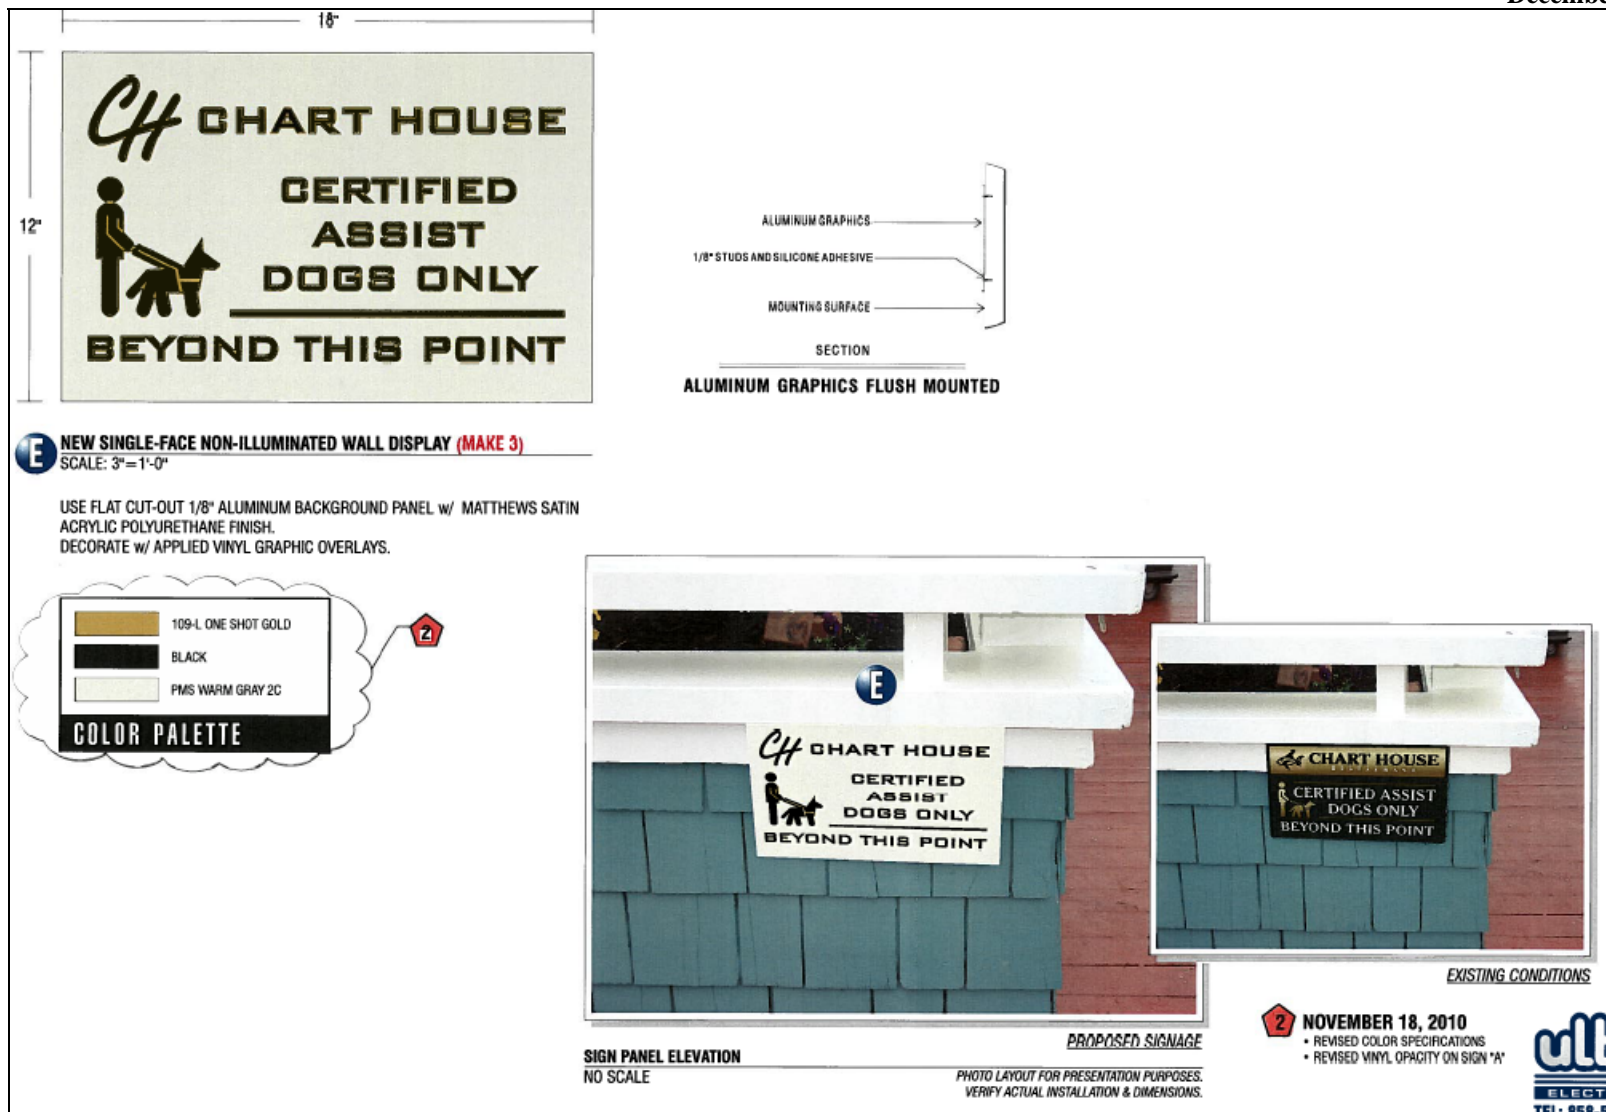 18"
12"
CH CHART HOUSE
CERTIFIED
ASSIST
DOGS ONLY
BEYOND THIS POINT
ALUMINUM GRAPHICS
1/8" STUDS AND SILICONE ADHESIVE
MOUNTING SURFACE
SECTION
ALUMINUM GRAPHICS FLUSH MOUNTED
E NEW SINGLE-FACE NON-ILLUMINATED WALL DISPLAY (MAKE 3)
SCALE: 3"=1'-0"
USE FLAT CUT-OUT 1/8" ALUMINUM BACKGROUND PANEL w/ MATTHEWS SATIN
ACRYLIC POLYURETHANE FINISH.
DECORATE w/ APPLIED VINYL GRAPHIC OVERLAYS.
109-L ONE SHOT GOLD
BLACK
PMS WARM GRAY 2C
COLOR PALETTE
2
E
CH CHART HOUSE
CERTIFIED
ASSIST
DOGS ONLY
BEYOND THIS POINT
CHART HOUSE
CERTIFIED ASSIST
DOGS ONLY
BEYOND THIS POINT
EXISTING CONDITIONS
PROPOSED SIGNAGE
SIGN PANEL ELEVATION
NO SCALE
PHOTO LAYOUT FOR PRESENTATION PURPOSES.
VERIFY ACTUAL INSTALLATION & DIMENSIONS.
2 NOVEMBER 18, 2010
• REVISED COLOR SPECIFICATIONS
• REVISED VINYL OPACITY ON SIGN "A"